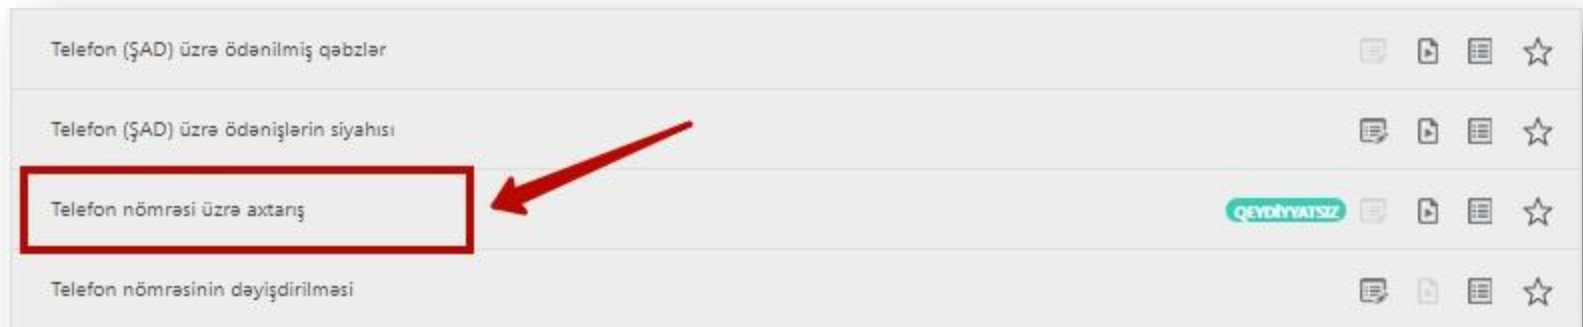 Telefon (ŞAD) üzrə ödənilmiş qəbzlər
Telefon (ŞAD) üzrə ödənişlərin siyahısı
Telefon nömrəsi üzrə axtarış QEYDİYYATSIZ
Telefon nömrəsinin dəyişdirilməsi